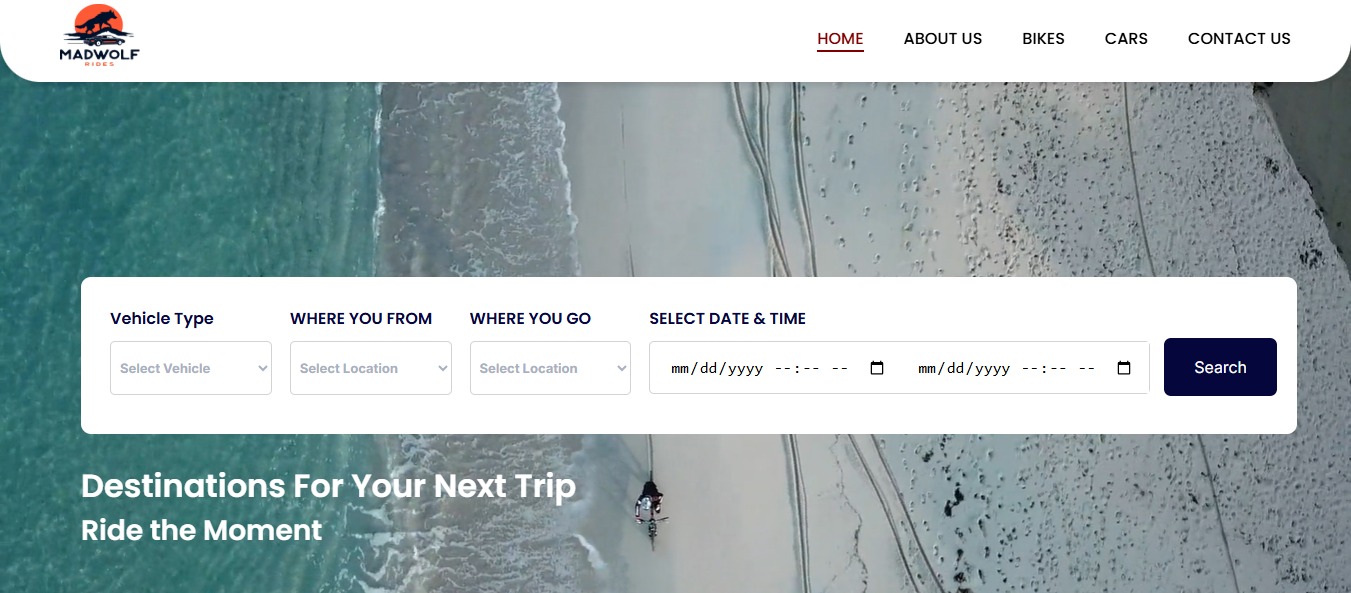 MADWOLF
RIDES
HOME ABOUT US BIKES CARS CONTACT US
Vehicle Type WHERE YOU FROM WHERE YOU GO SELECT DATE & TIME
Select Vehicle Select Location Select Location mm/dd/yyyy --:-- -- mm/dd/yyyy --:-- -- Search
Destinations For Your Next Trip
Ride the Moment